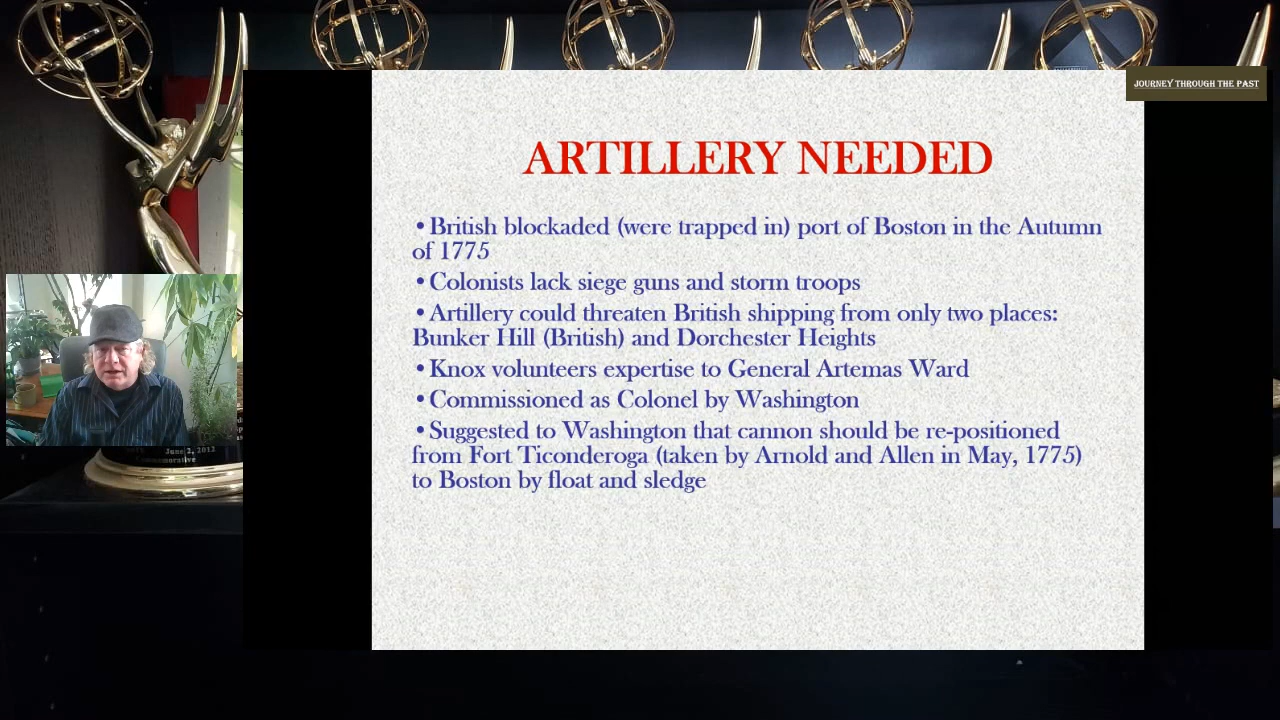 JOURNEY THROUGH THE PAST
ARTILLERY NEEDED
•British blockaded (were trapped in) port of Boston in the Autumn
of 1775
•Colonists lack siege guns and storm troops
•Artillery could threaten British shipping from only two places:
Bunker Hill (British) and Dorchester Heights
•Knox volunteers expertise to General Artemas Ward
•Commissioned as Colonel by Washington
•Suggested to Washington that cannon should be re-positioned
from Fort Ticonderoga (taken by Arnold and Allen in May, 1775)
to Boston by float and sledge
June 2, 2012
Commemorative